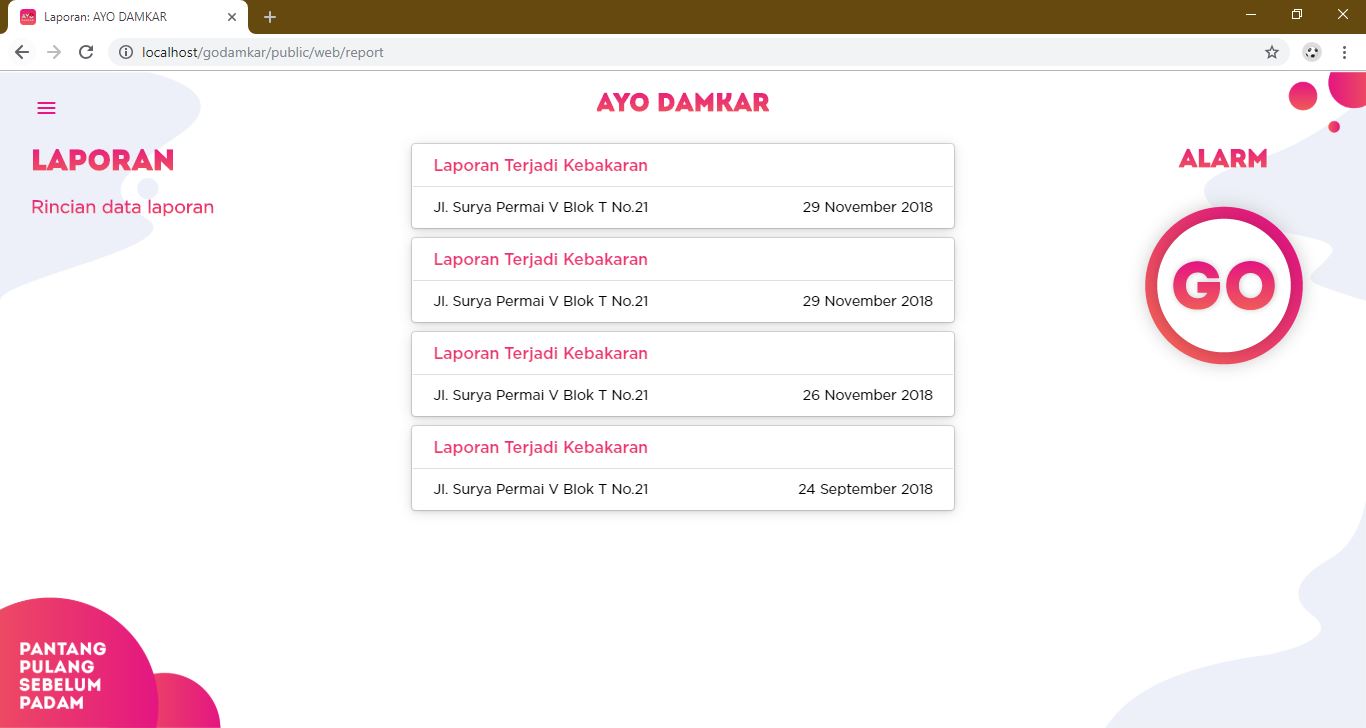 Laporan: AYO DAMKAR
localhost/godamkar/public/web/report
AYO DAMKAR
LAPORAN
Rincian data laporan
Laporan Terjadi Kebakaran
Jl. Surya Permai V Blok T No.21 29 November 2018
Laporan Terjadi Kebakaran
Jl. Surya Permai V Blok T No.21 29 November 2018
Laporan Terjadi Kebakaran
Jl. Surya Permai V Blok T No.21 26 November 2018
Laporan Terjadi Kebakaran
Jl. Surya Permai V Blok T No.21 24 September 2018
ALARM
GO
PANTANG
PULANG
SEBELUM
PADAM